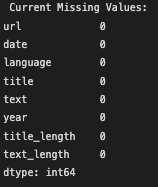 Current Missing Values:
url 0
date 0
language 0
title 0
text 0
year 0
title_length 0
text_length 0
dtype: int64